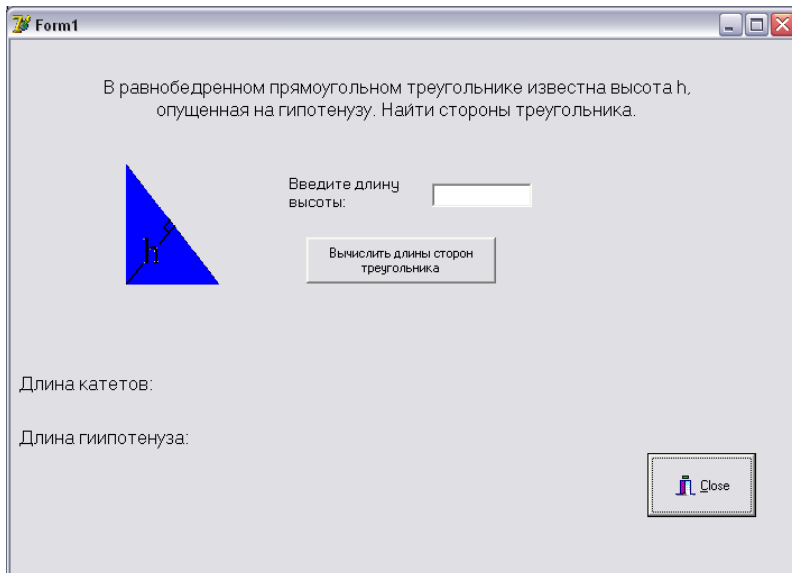 Form1
В равнобедренном прямоугольном треугольнике известна высота h,
опущенная на гипотенузу. Найти стороны треугольника.
Введите длину
высоты:
h
Вычислить длины сторон
треугольника
Длина катетов:
Длина гиипотенуза:
Close